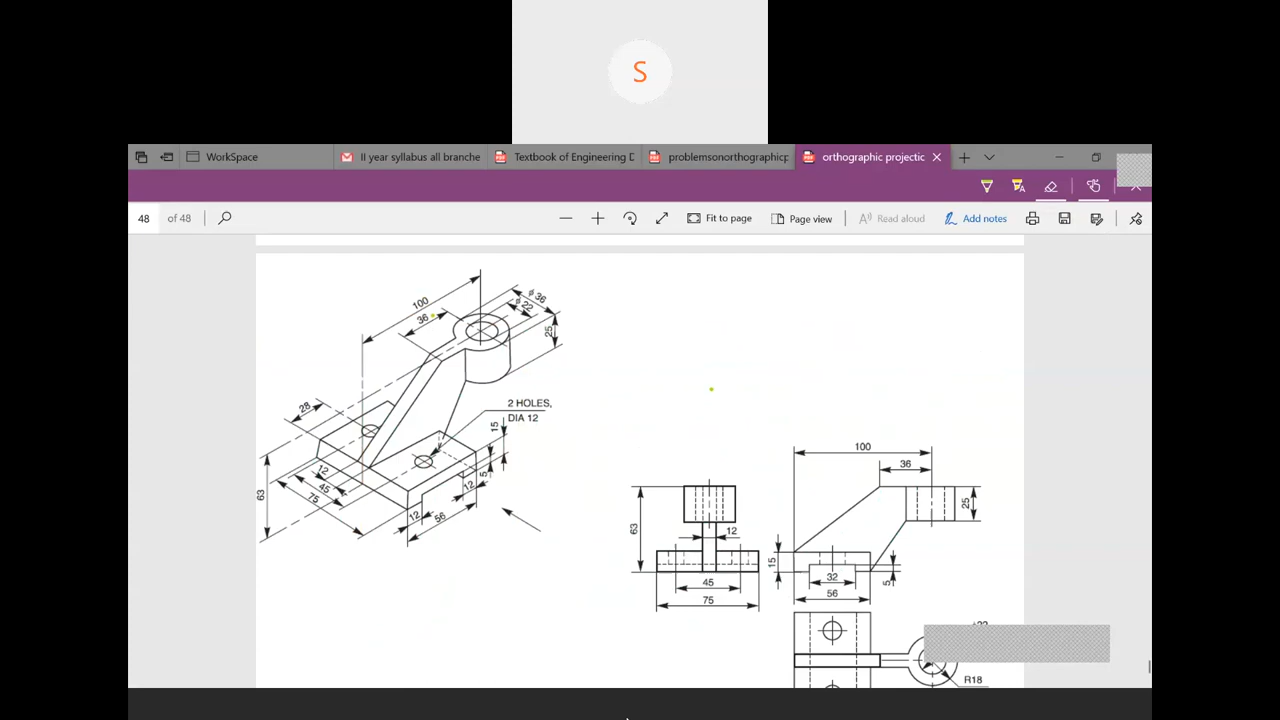 S
WorkSpace
II year syllabus all branche
Textbook of Engineering D
problemsonorthographicp
orthographic projectic
48 of 48
Fit to page
Page view
Read aloud
Add notes
100
36
ϕ 36
ϕ 22
25
28
2 HOLES,
DIA 12
15
12
45
75
63
5
12
12
56
100
36
25
63
12
15
32
5
45
56
75
R18